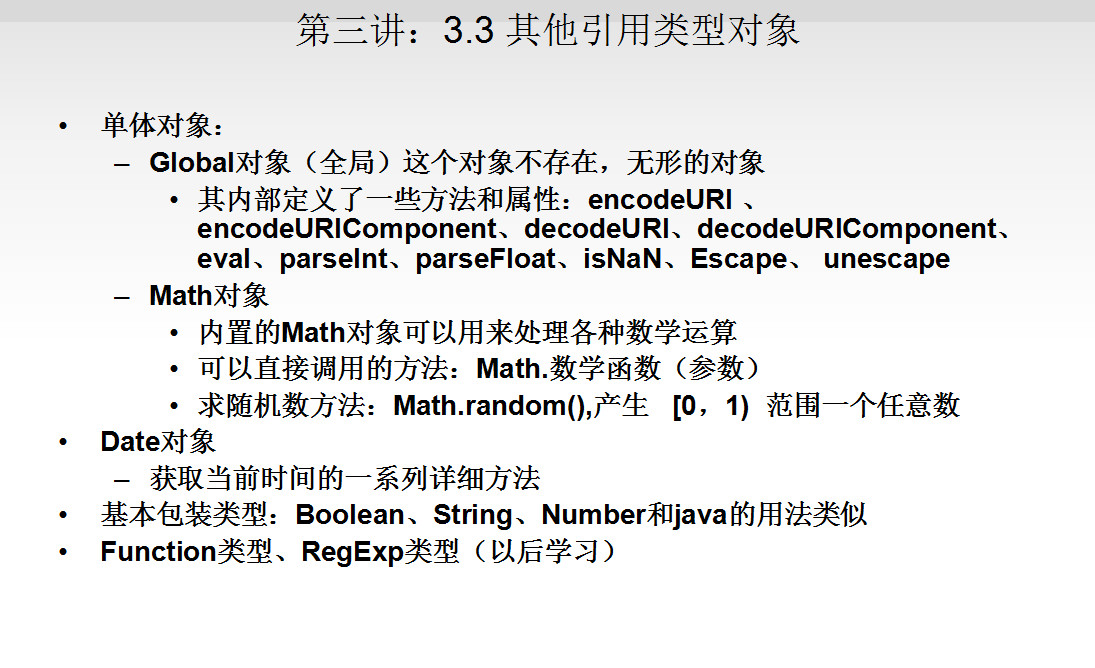 第三讲：3.3 其他引用类型对象
• 单体对象：
– Global对象（全局）这个对象不存在，无形的对象
• 其内部定义了一些方法和属性：encodeURI 、
encodeURIComponent、decodeURI、decodeURIComponent、
eval、parseInt、parseFloat、isNaN、Escape、 unescape
– Math对象
• 内置的Math对象可以用来处理各种数学运算
• 可以直接调用的方法：Math.数学函数（参数）
• 求随机数方法：Math.random(),产生 [0，1) 范围一个任意数
• Date对象
– 获取当前时间的一系列详细方法
• 基本包装类型：Boolean、String、Number和java的用法类似
• Function类型、RegExp类型（以后学习）